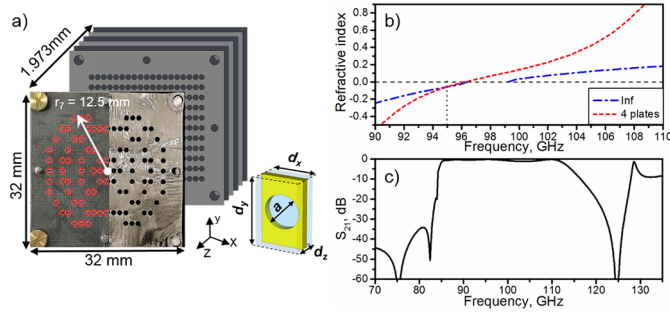 a)
1.973mm
r7 = 12.5 mm
32 mm
32 mm
y
x
z
dx
dy
a
dz
b)
Refractive index
0.8
0.6
0.4
0.2
0.0
-0.2
-0.4
Inf
4 plates
90 92 94 96 98 100 102 104 106 108 110
Frequency, GHz
c)
S21, dB
0
-10
-20
-30
-40
-50
-60
70 80 90 100 110 120 130
Frequency, GHz